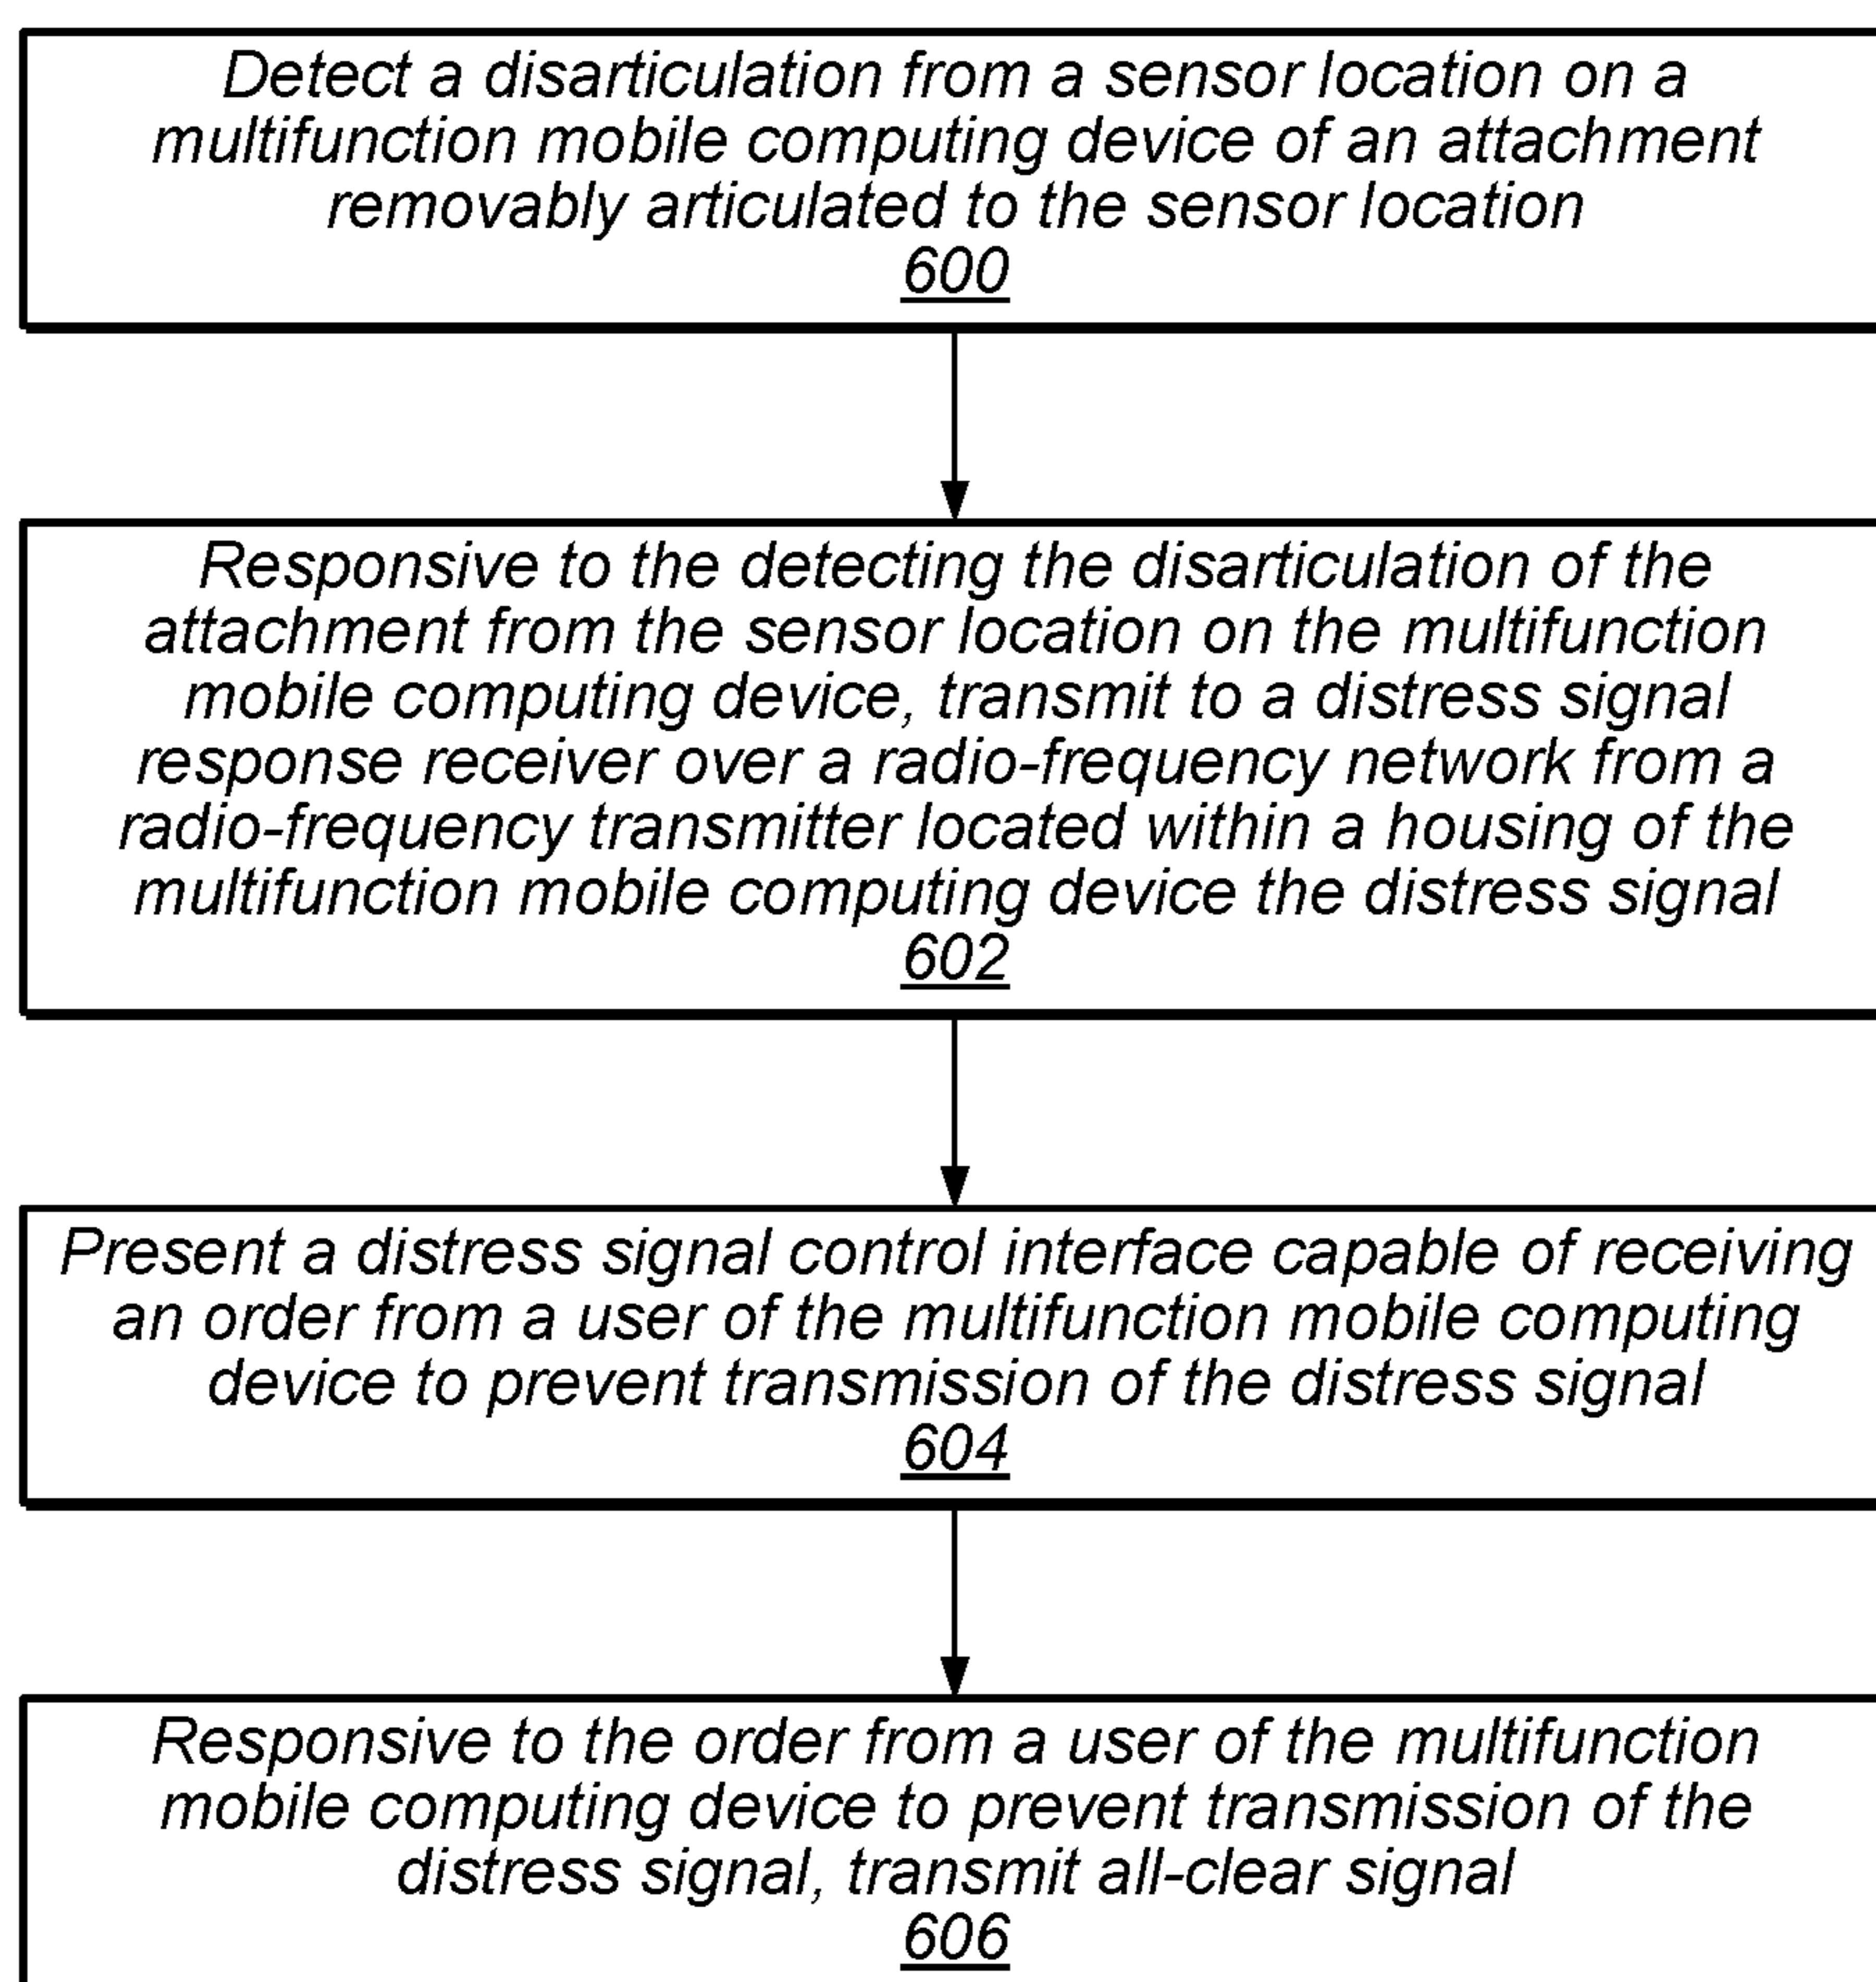 Detect a disarticulation from a sensor location on a
multifunction mobile computing device of an attachment
removably articulated to the sensor location
600
Responsive to the detecting the disarticulation of the
attachment from the sensor location on the multifunction
mobile computing device, transmit to a distress signal
response receiver over a radio-frequency network from a
radio-frequency transmitter located within a housing of the
multifunction mobile computing device the distress signal
602
Present a distress signal control interface capable of receiving
an order from a user of the multifunction mobile computing
device to prevent transmission of the distress signal
604
Responsive to the order from a user of the multifunction
mobile computing device to prevent transmission of the
distress signal, transmit all-clear signal
606